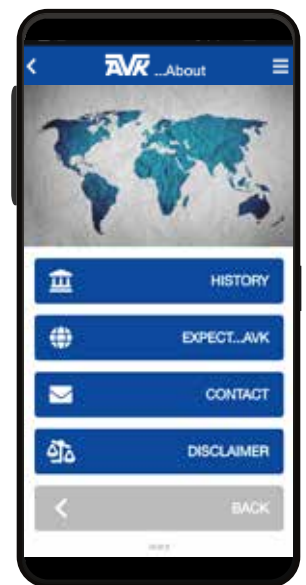 AVK ...About
HISTORY
EXPECT...AVK
CONTACT
DISCLAIMER
BACK